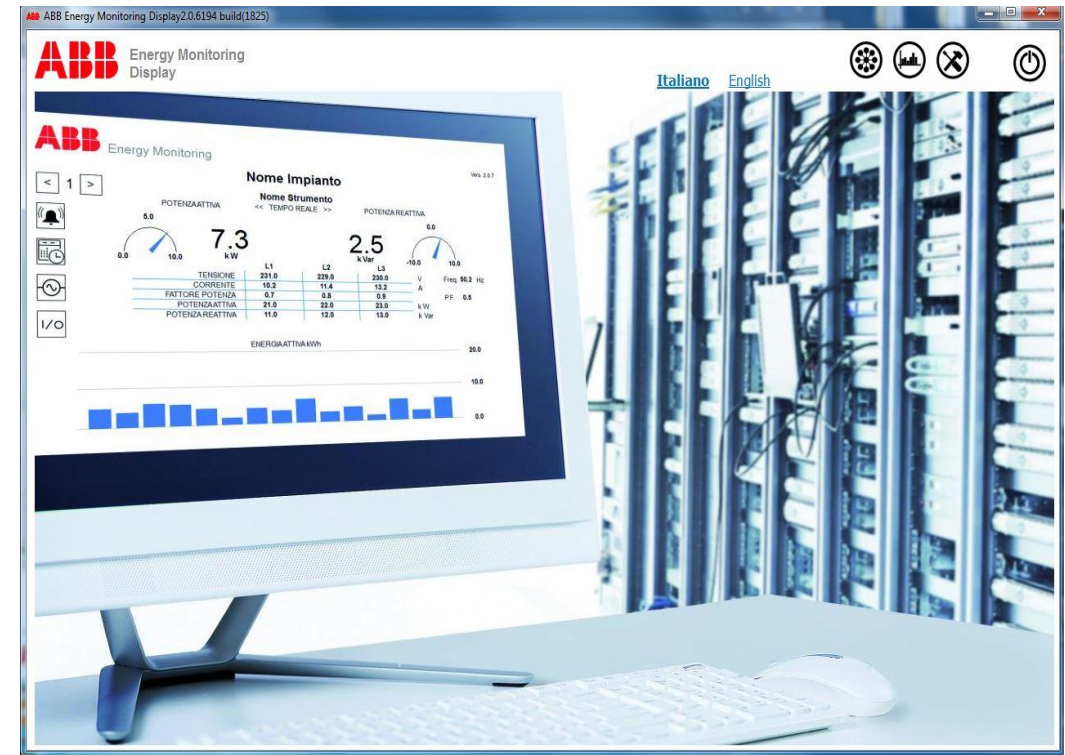 ABB ABB Energy Monitoring Display2.0.6194 build(1825)
ABB Energy Monitoring
Display
Italiano English
ABB Energy Monitoring
< 1 >
Nome Impianto
Vers. 2.0.7
Nome Strumento
POTENZA ATTIVA << TEMPO REALE >> POTENZA REATTIVA
5.0 0.0
7.3 2.5
0.0 10.0 kW k Var -10.0 10.0
L1 L2 L3
TENSIONE 231.0 229.0 230.0 V Freq. 50.2 Hz
CORRENTE 10.2 11.4 13.2 A
FATTORE POTENZA 0.7 0.8 0.9 P.F 0.5
POTENZA ATTIVA 21.0 22.0 23.0 k W
POTENZA REATTIVA 11.0 12.0 13.0 k Var
I/O
ENERGIA ATTIVA kWh
20.0
10.0
0.0